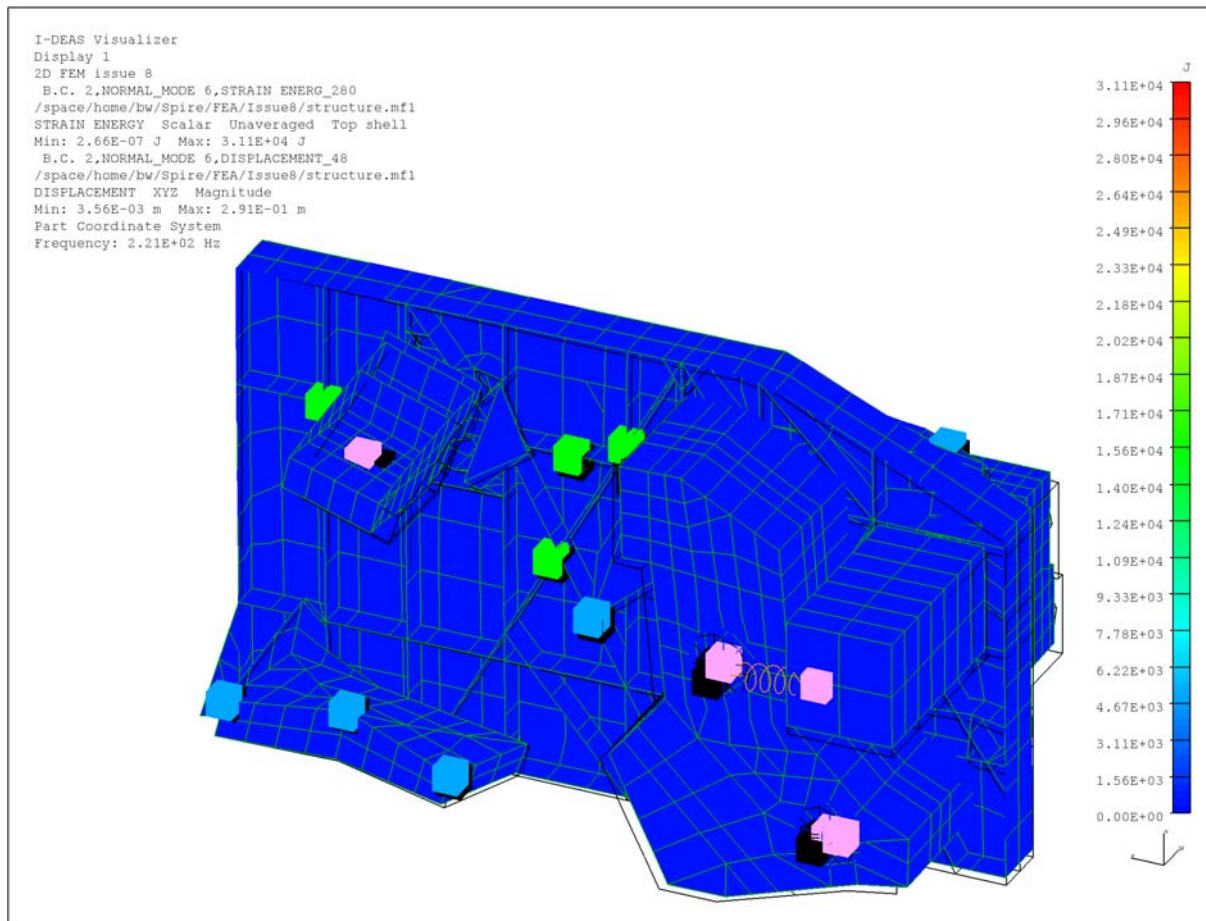 I-DEAS Visualizer
Display 1
2D FEM issue 8
B.C. 2,NORMAL_MODE 6,STRAIN ENERG_280
/space/home/bw/Spire/FEA/Issue8/structure.mf1
STRAIN ENERGY Scalar Unaveraged Top shell
Min: 2.66E-07 J Max: 3.11E+04 J
B.C. 2,NORMAL_MODE 6,DISPLACEMENT_48
/space/home/bw/Spire/FEA/Issue8/structure.mf1
DISPLACEMENT XYZ Magnitude
Min: 3.56E-03 m Max: 2.91E-01 m
Part Coordinate System
Frequency: 2.21E+02 Hz
J
3.11E+04
2.96E+04
2.80E+04
2.64E+04
2.49E+04
2.33E+04
2.18E+04
2.02E+04
1.87E+04
1.71E+04
1.56E+04
1.40E+04
1.24E+04
1.09E+04
9.33E+03
7.78E+03
6.22E+03
4.67E+03
3.11E+03
1.56E+03
0.00E+00